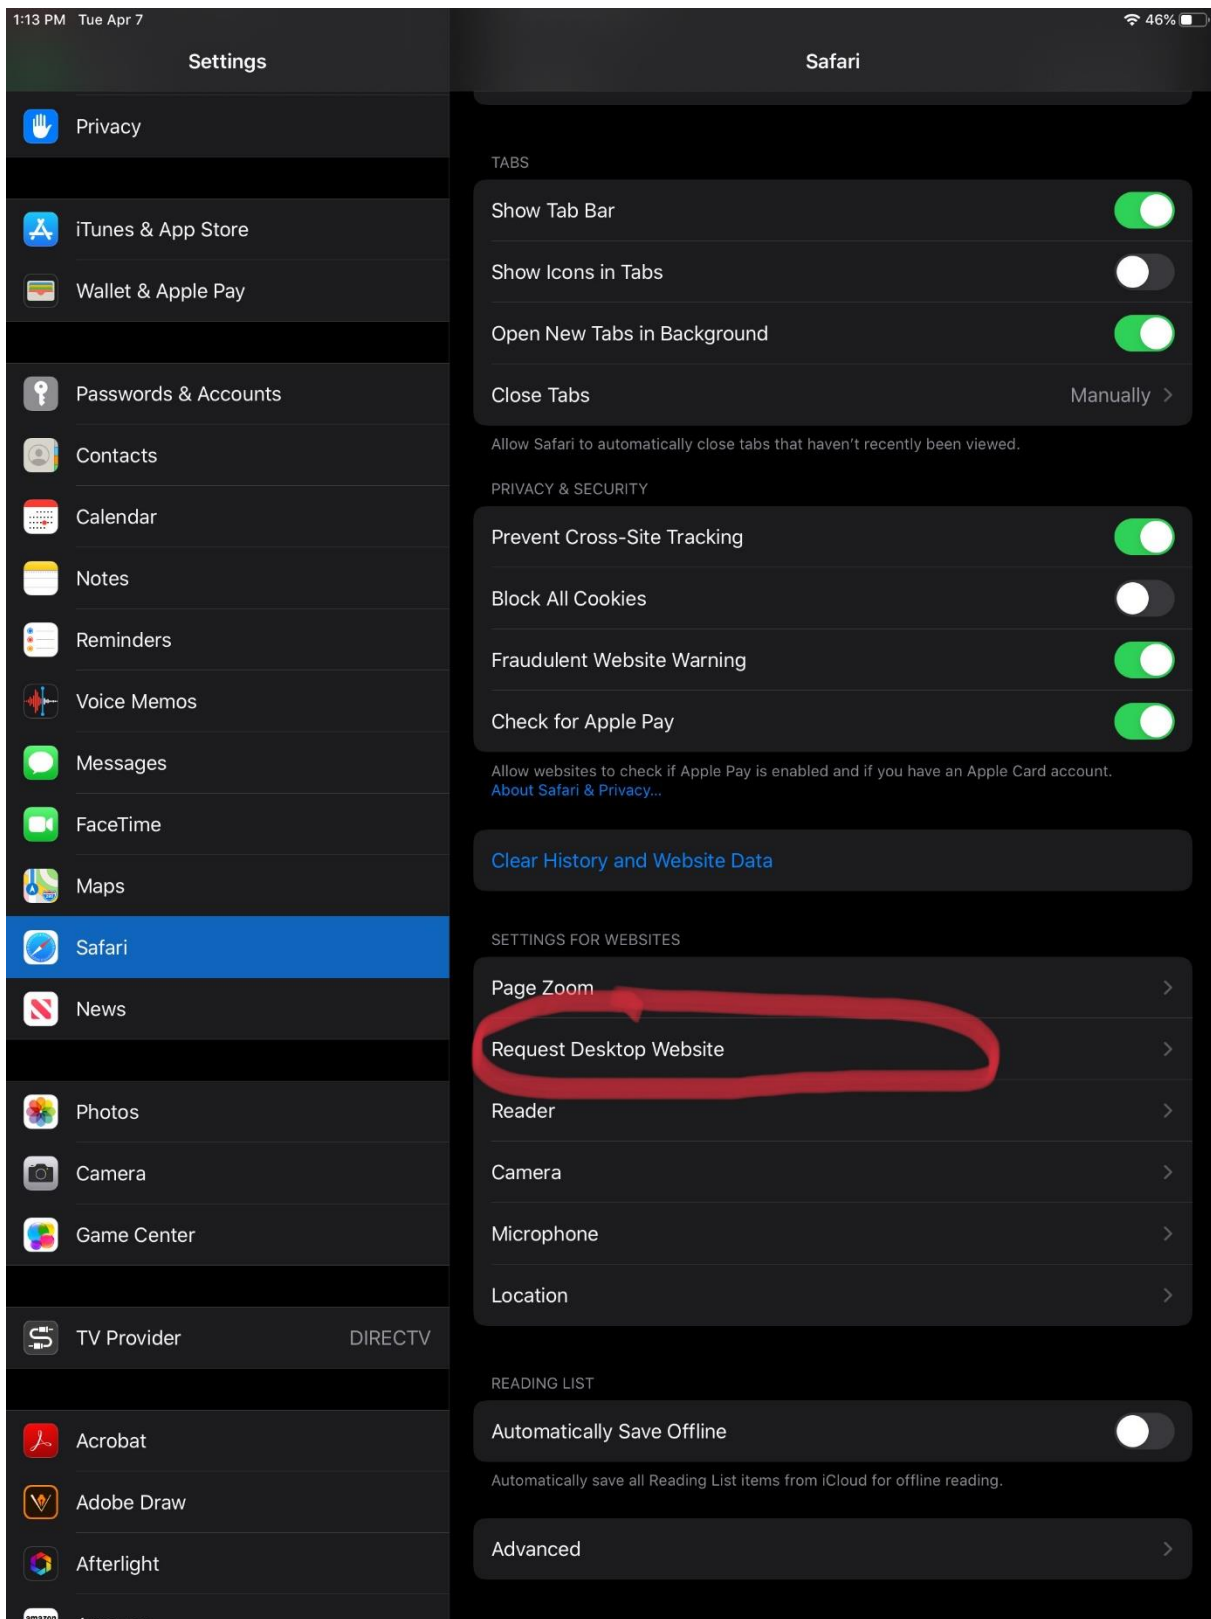 1:13 PM Tue Apr 7
46%
Settings
Privacy
iTunes & App Store
Wallet & Apple Pay
Passwords & Accounts
Contacts
Calendar
Notes
Reminders
Voice Memos
Messages
FaceTime
Maps
Safari
News
Photos
Camera
Game Center
TV Provider DIRECTV
Acrobat
Adobe Draw
Afterlight
amazon
Safari
TABS
Show Tab Bar
Show Icons in Tabs
Open New Tabs in Background
Close Tabs Manually
Allow Safari to automatically close tabs that haven't recently been viewed.
PRIVACY & SECURITY
Prevent Cross-Site Tracking
Block All Cookies
Fraudulent Website Warning
Check for Apple Pay
Allow websites to check if Apple Pay is enabled and if you have an Apple Card account.
About Safari & Privacy...
Clear History and Website Data
SETTINGS FOR WEBSITES
Page Zoom
Request Desktop Website
Reader
Camera
Microphone
Location
READING LIST
Automatically Save Offline
Automatically save all Reading List items from iCloud for offline reading.
Advanced